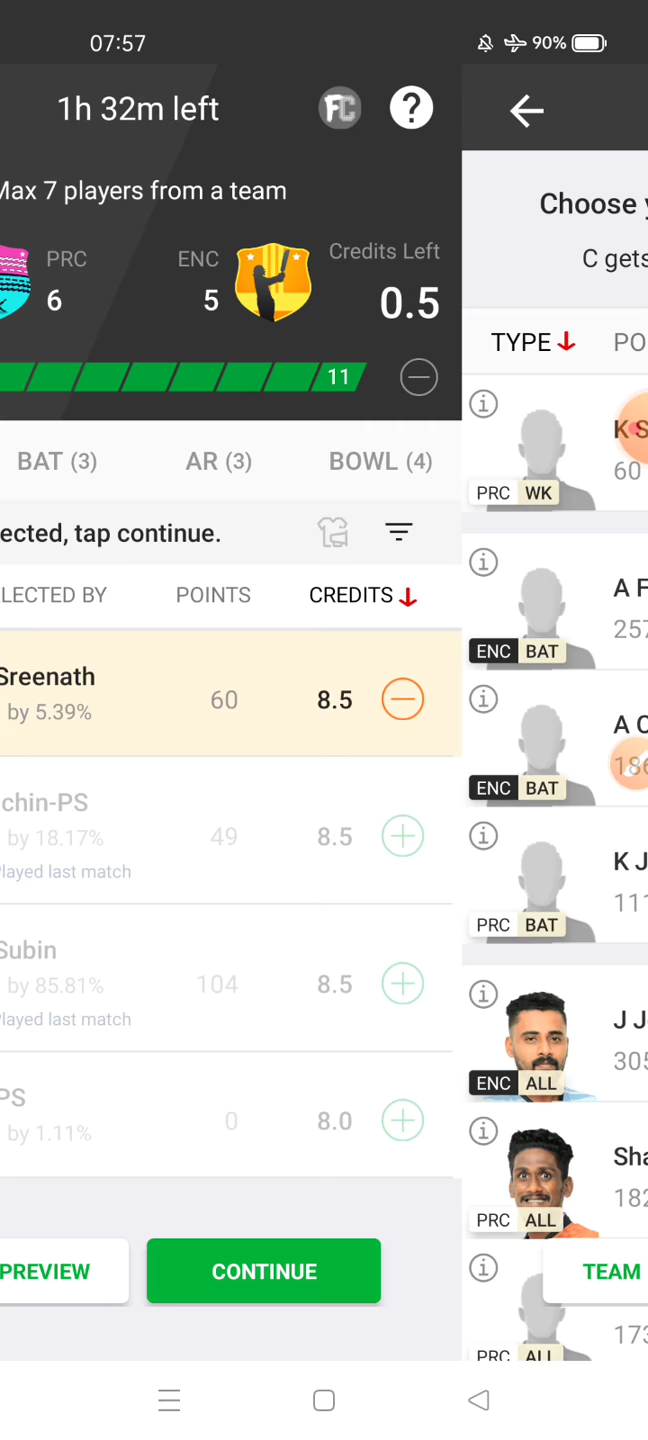 07:57
90%
1h 32m left
FC
?
Max 7 players from a team
PRC
6
ENC
5
Credits Left
0.5
11
BAT (3)
AR (3)
BOWL (4)
ected, tap continue.
LECTED BY
POINTS
CREDITS
Sreenath
by 5.39%
60
8.5
chin-PS
by 18.17%
49
8.5
layed last match
Subin
by 85.81%
104
8.5
layed last match
PS
by 1.11%
0
8.0
PREVIEW
CONTINUE
Choose y
C gets
TYPE
PO
K S
60
PRC WK
A F
257
ENC BAT
A C
186
ENC BAT
K J
111
PRC BAT
J J
305
ENC ALL
Sha
182
PRC ALL
TEAM
173
PRC ALL